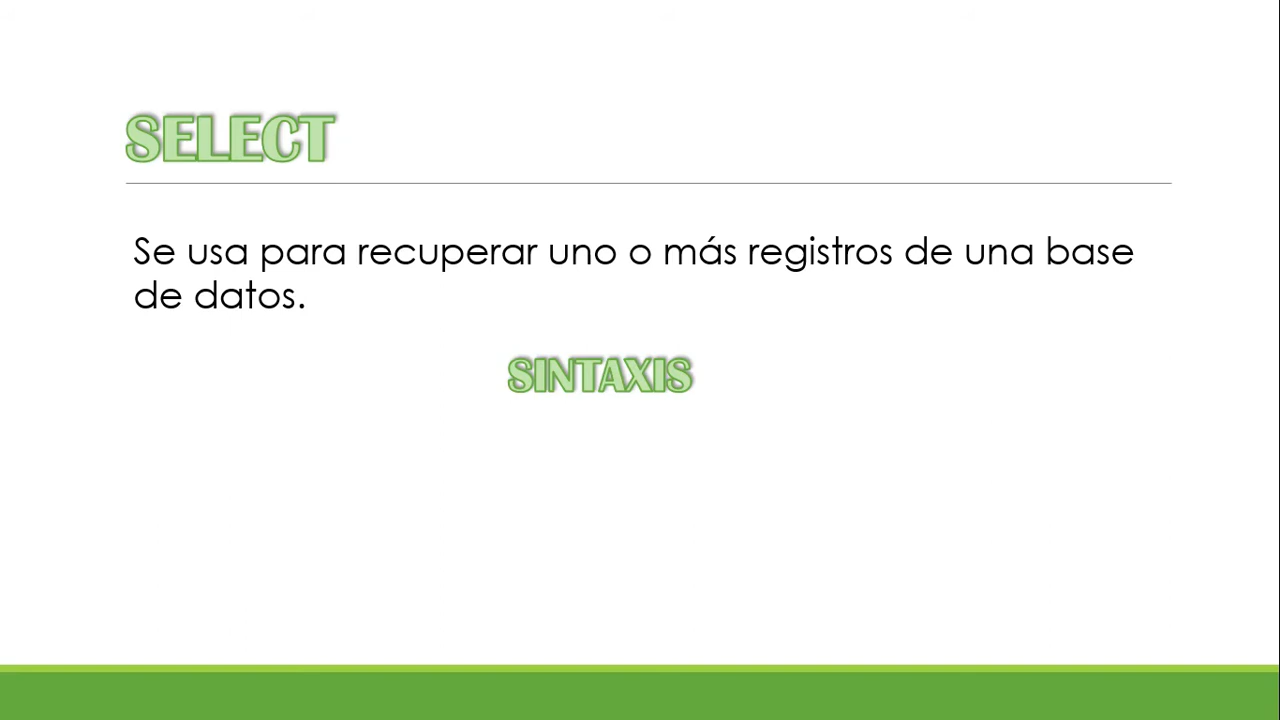 SELECT
Se usa para recuperar uno o más registros de una base
de datos.
SINTAXIS